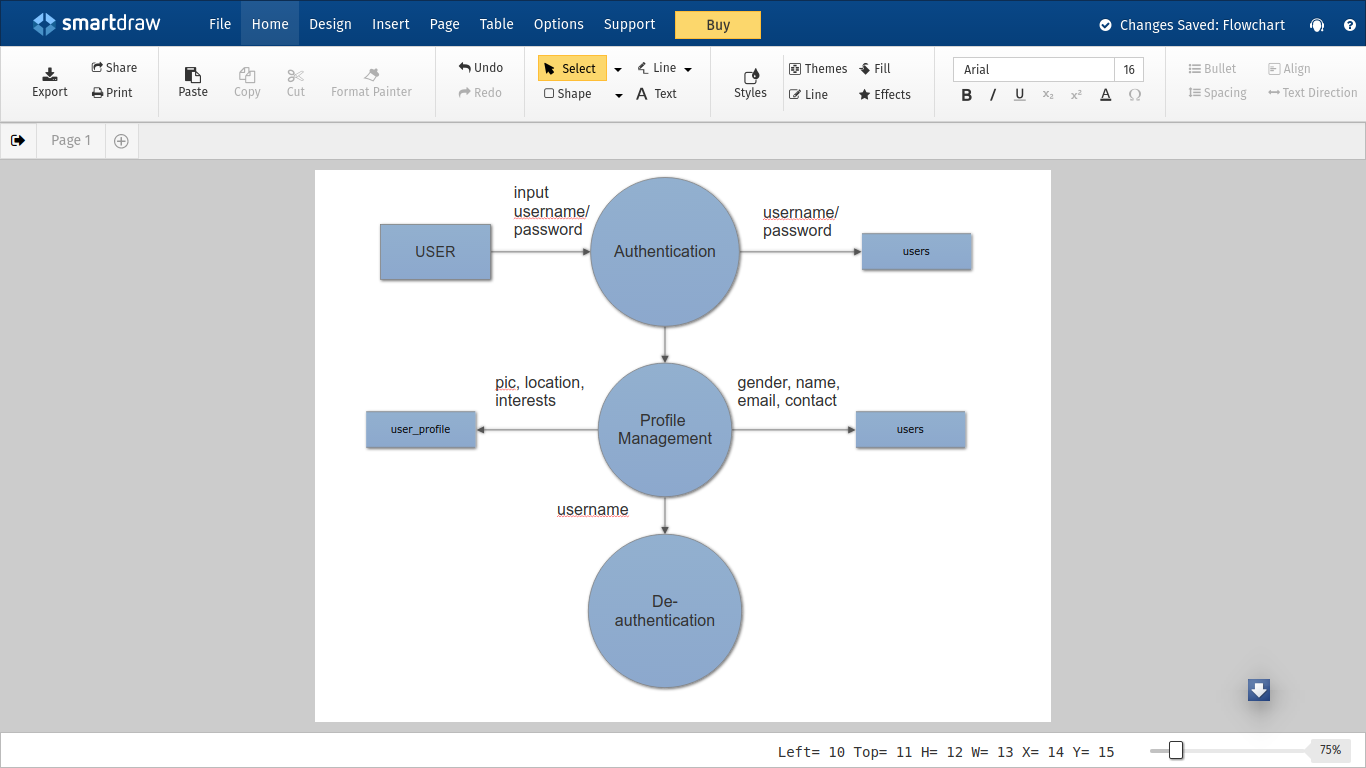 smartdraw
File Home Design Insert Page Table Options Support Buy
Changes Saved: Flowchart
Export
Share
Print
Paste
Copy
Cut
Format Painter
Undo
Redo
Select
Line
Shape
Text
Styles
Themes
Fill
Line
Effects
Arial 16
B I U x₂ x² A Ω
Bullet
Align
Spacing
Text Direction
Page 1
input
username/
password
USER
Authentication
username/
password
users
pic, location,
interests
user_profile
Profile
Management
gender, name,
email, contact
users
username
De-
authentication
Left= 10 Top= 11 H= 12 W= 13 X= 14 Y= 15
75%